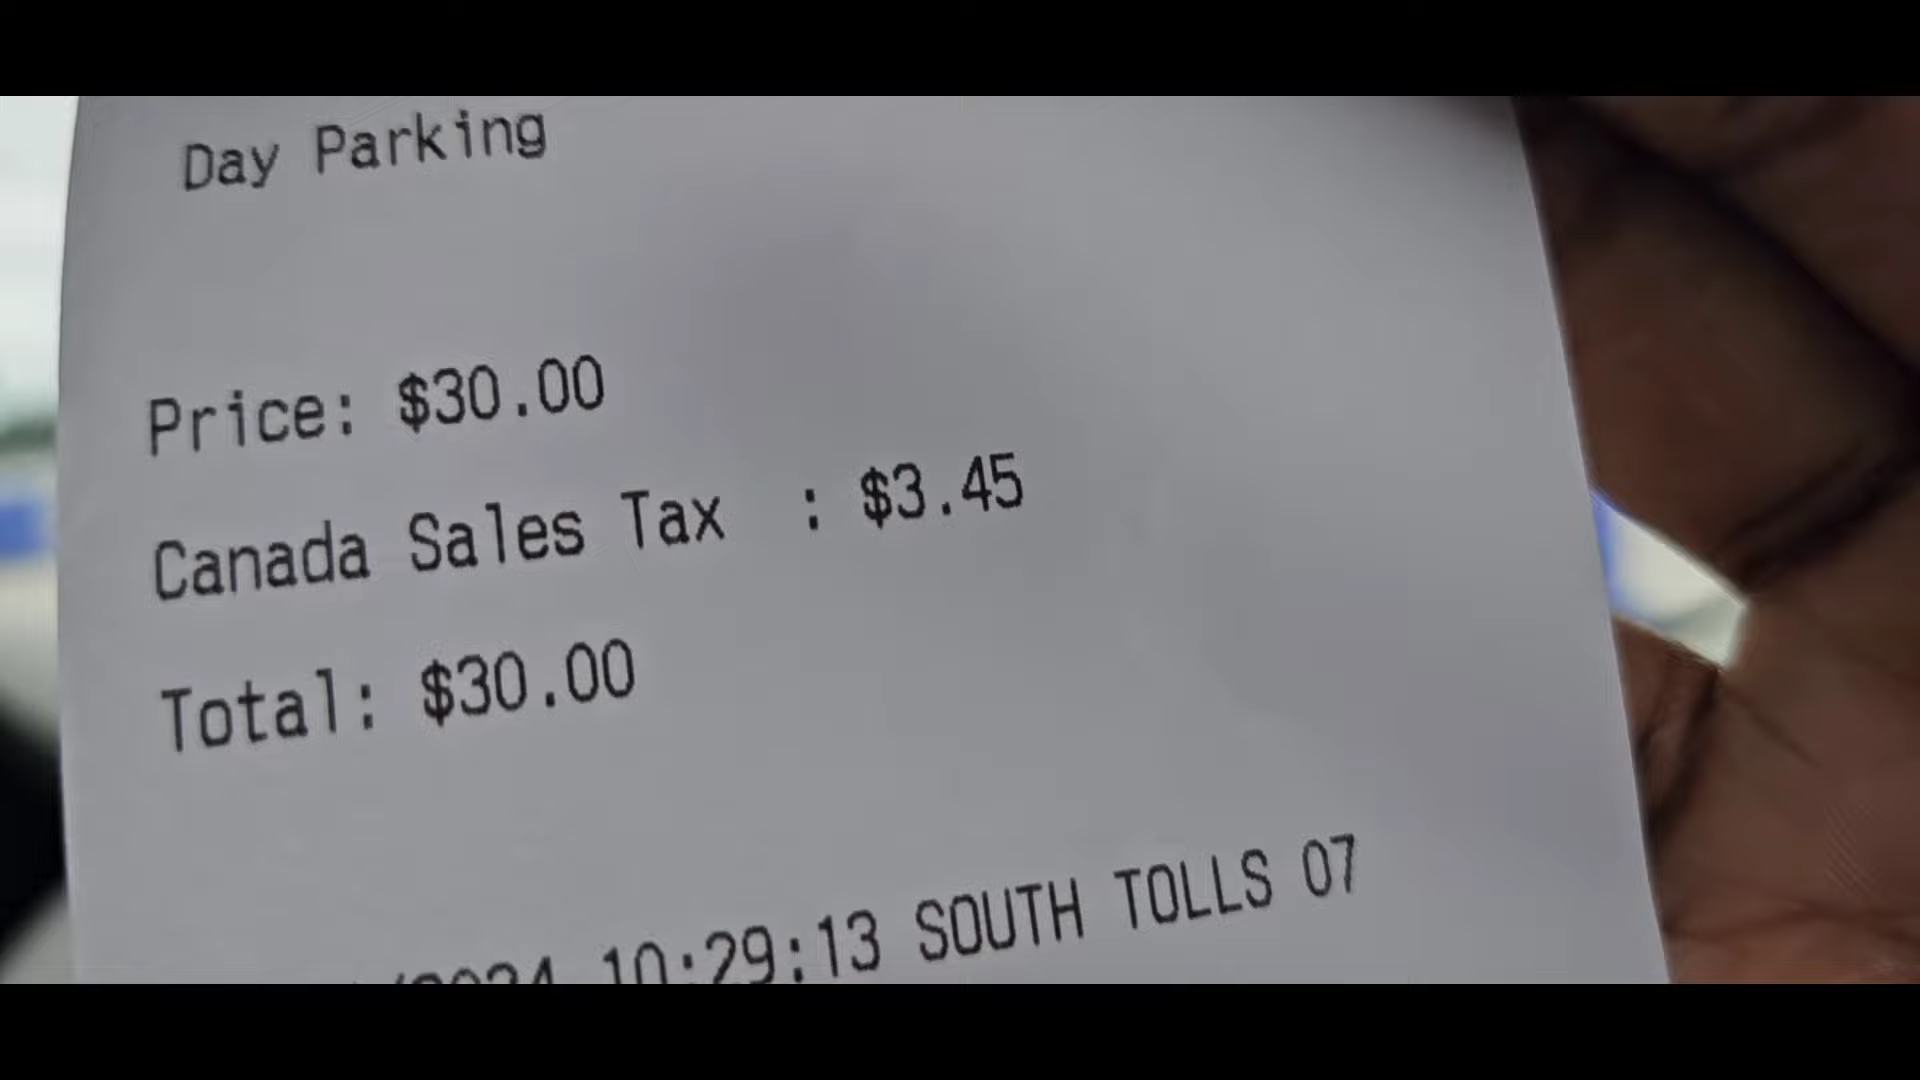 Day Parking
Price: $30.00
Canada Sales Tax : $3.45
Total: $30.00
/2024 10:29:13 SOUTH TOLLS 07